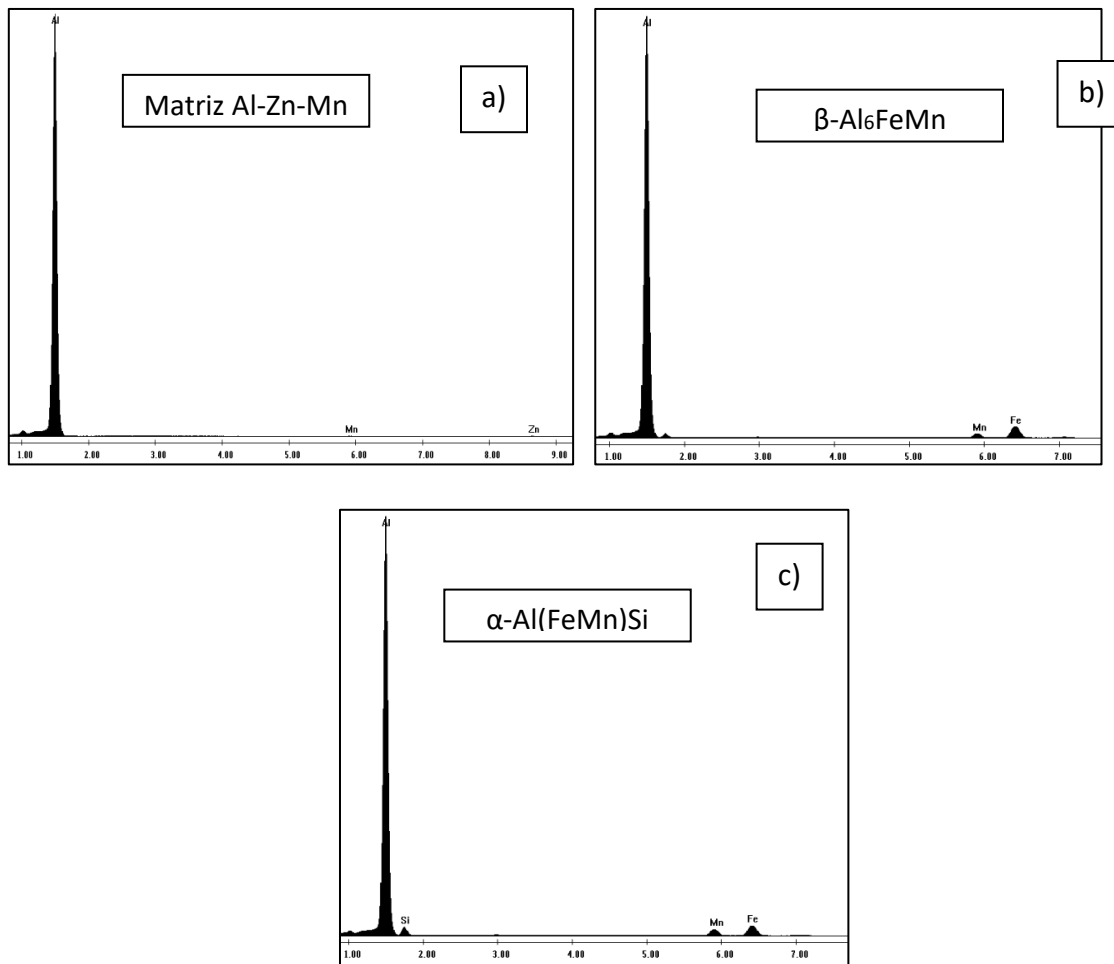 Al
Matriz Al-Zn-Mn
a)
Mn
Zn
1.00 2.00 3.00 4.00 5.00 6.00 7.00 8.00 9.00
Al
β-Al₆FeMn
b)
Mn
Fe
1.00 2.00 3.00 4.00 5.00 6.00 7.00
Al
α-Al(FeMn)Si
c)
Si
Mn
Fe
1.00 2.00 3.00 4.00 5.00 6.00 7.00